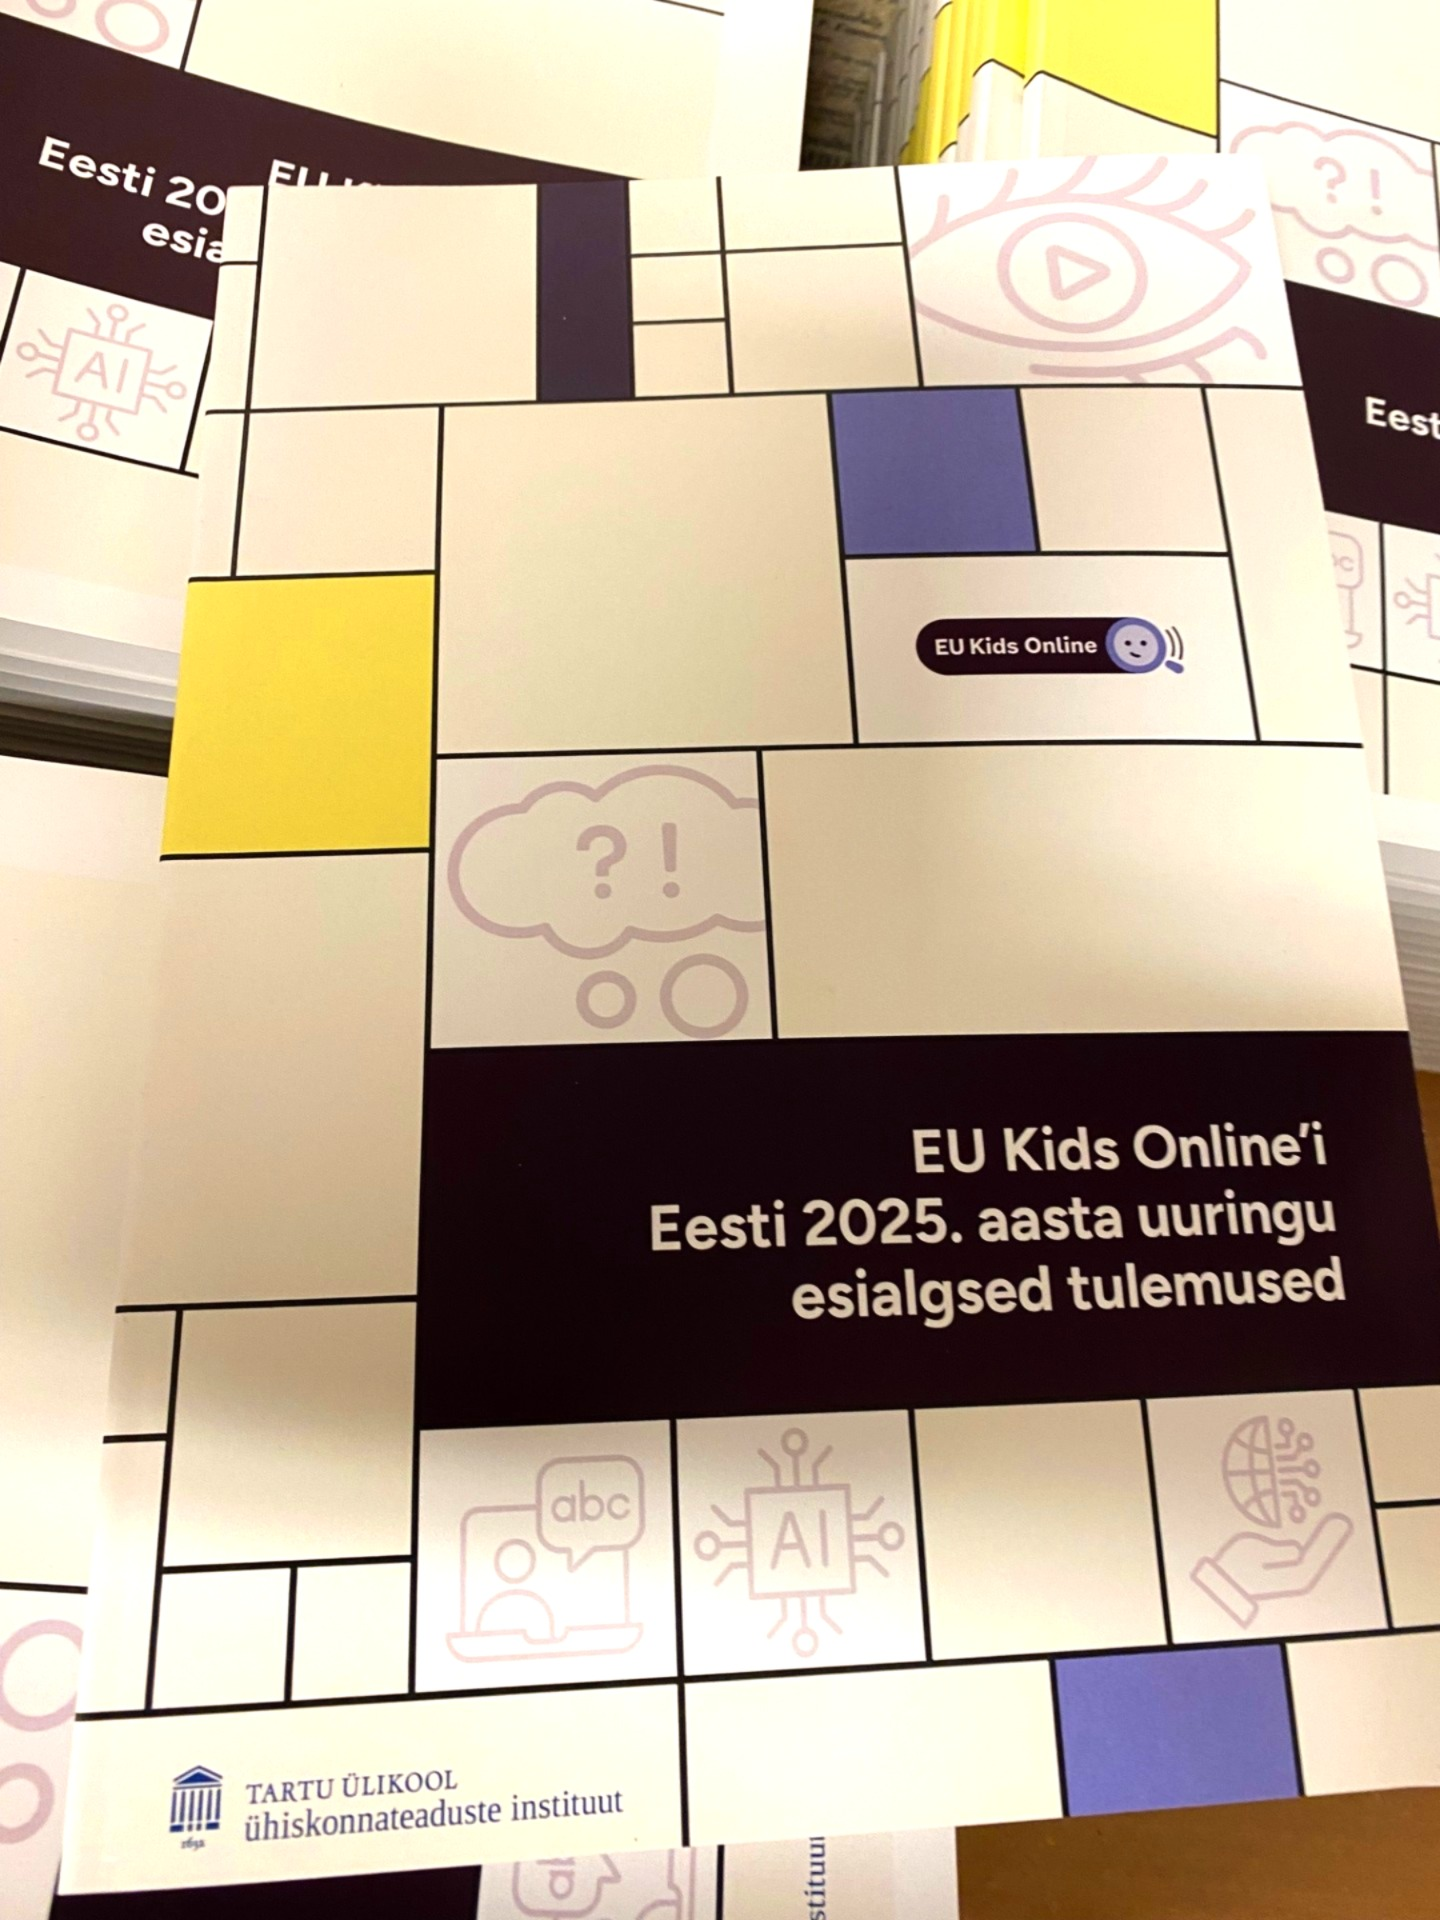 Eesti 20
esia
? !
AI
Eest
EU Kids Online
? !
EU Kids Online’i
Eesti 2025. aasta uuringu
esialgsed tulemused
abc
AI
TARTU ÜLIKOOL
ühiskonnateaduste instituut
1632